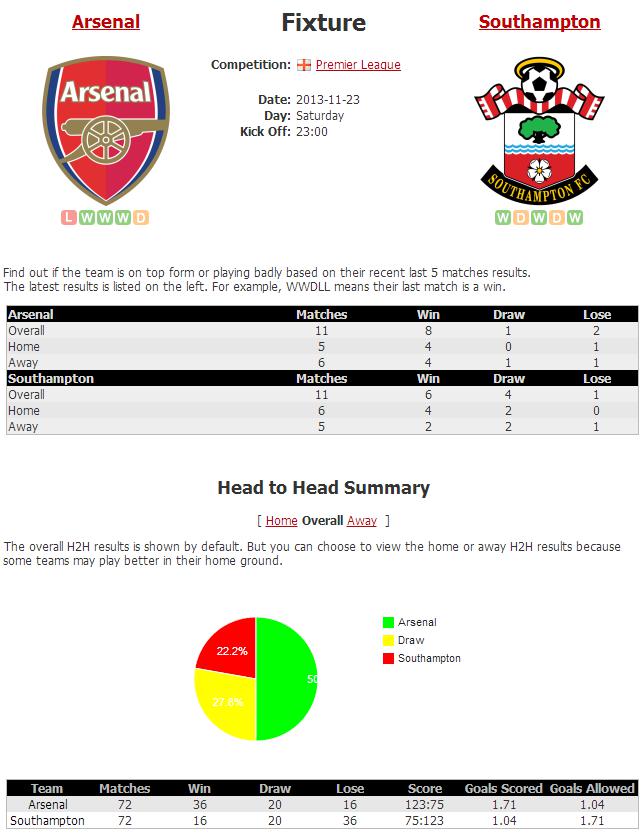 Arsenal
Fixture
Southampton
Competition: Premier League
Date: 2013-11-23
Day: Saturday
Kick Off: 23:00
Arsenal
SOUTHAMPTON FC
L W W W D
W D W D W
Find out if the team is on top form or playing badly based on their recent last 5 matches results.
The latest results is listed on the left. For example, WWDLL means their last match is a win.
Arsenal Matches Win Draw Lose
Overall 11 8 1 2
Home 5 4 0 1
Away 6 4 1 1
Southampton Matches Win Draw Lose
Overall 11 6 4 1
Home 6 4 2 0
Away 5 2 2 1
Head to Head Summary
[ Home Overall Away ]
The overall H2H results is shown by default. But you can choose to view the home or away H2H results because
some teams may play better in their home ground.
Arsenal
Draw
Southampton
22.2%
27.8%
Team Matches Win Draw Lose Score Goals Scored Goals Allowed
Arsenal 72 36 20 16 123:75 1.71 1.04
Southampton 72 16 20 36 75:123 1.04 1.71